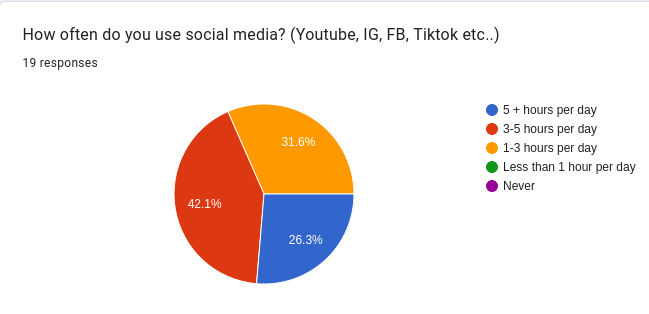 How often do you use social media? (Youtube, IG, FB, Tiktok etc..)
19 responses
5 + hours per day
3-5 hours per day
1-3 hours per day
Less than 1 hour per day
Never
31.6%
42.1%
26.3%